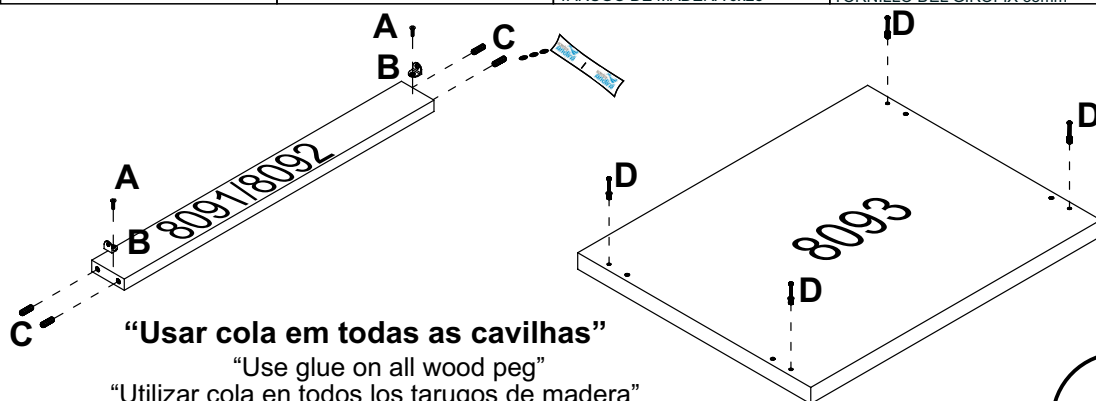 A
C
B
8091/8092
A
B
C
D
D
D
D
8093
“Usar cola em todas as cavilhas”
“Use glue on all wood peg”
“Utilizar cola en todos los tarugos de madera”